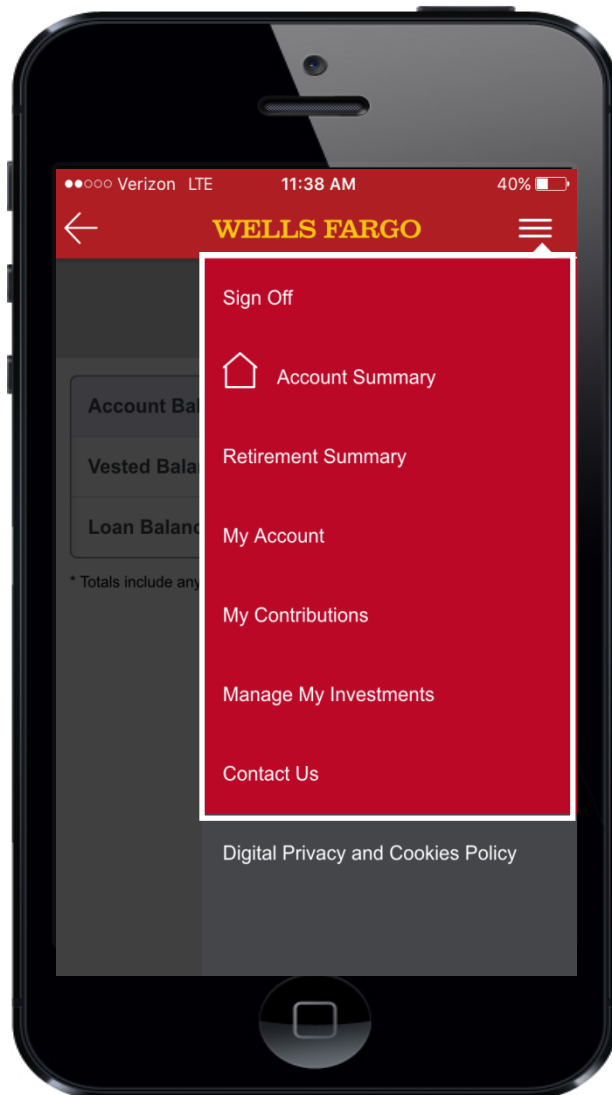 ●●○○○ Verizon LTE 11:38 AM 40%
WELLS FARGO
Sign Off
Account Summary
Account Bal
Retirement Summary
Vested Bala
My Account
Loan Balanc
* Totals include any
My Contributions
Manage My Investments
Contact Us
Digital Privacy and Cookies Policy